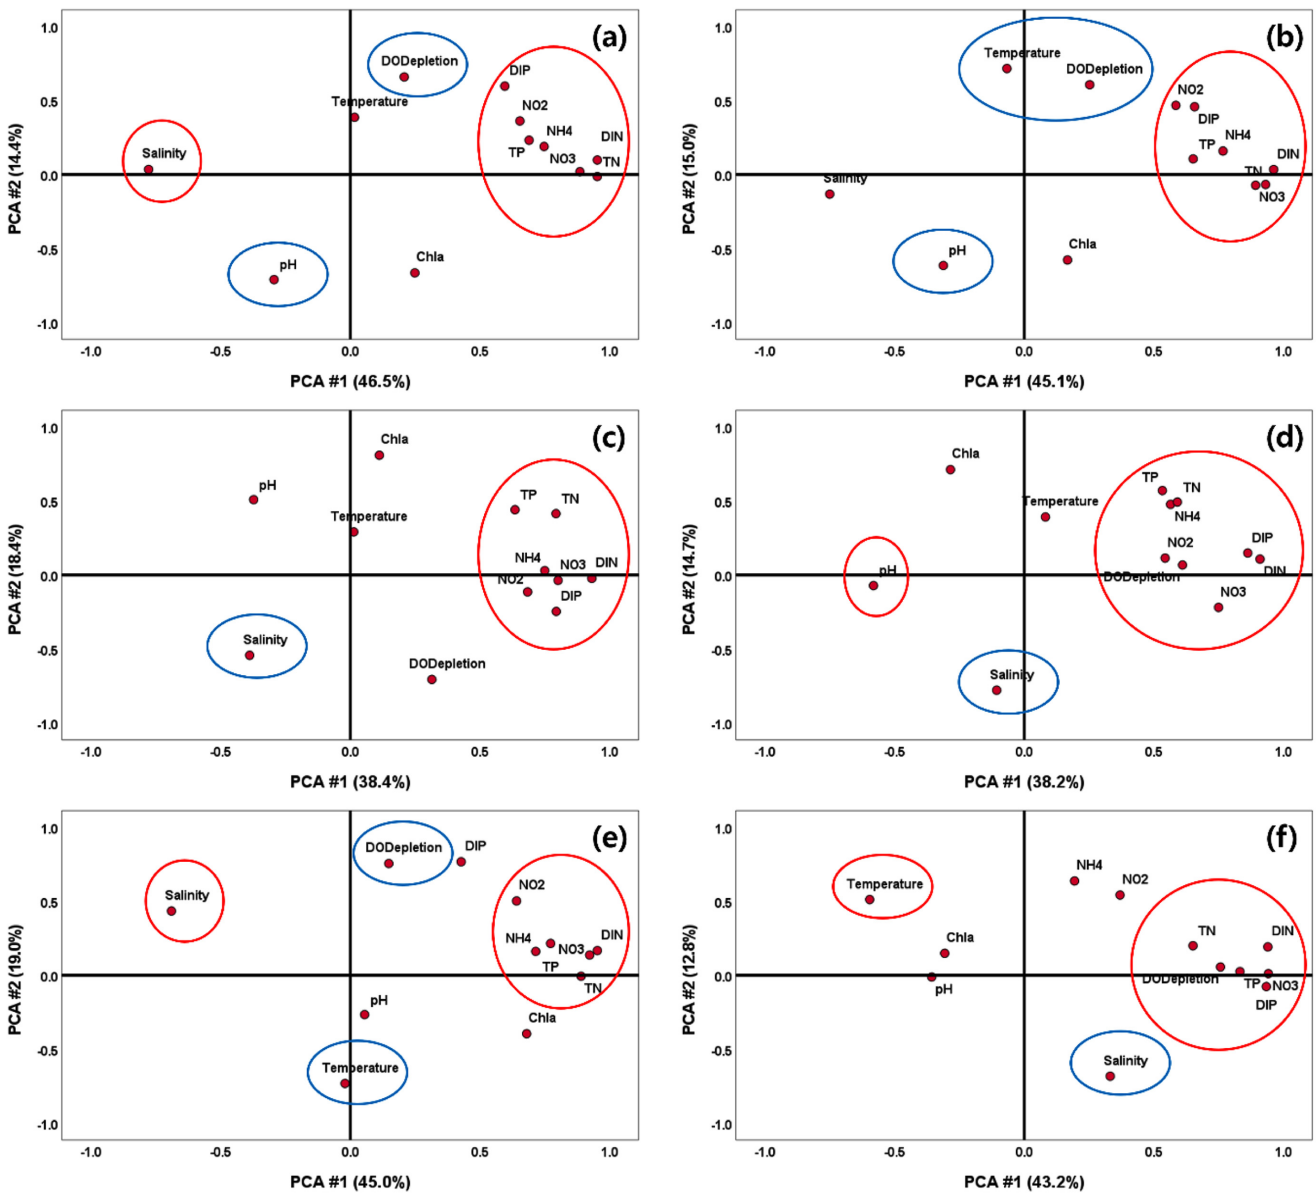 (a)
1.0
0.5
0.0
-0.5
-1.0
PCA #2 (14.4%)
DODepletion
DIP
Temperature
NO2
NH4
DIN
TP
NO3
TN
Salinity
pH
Chla
-1.0 -0.5 0.0 0.5 1.0
PCA #1 (46.5%)
(b)
1.0
0.5
0.0
-0.5
-1.0
PCA #2 (15.0%)
Temperature
DODepletion
NO2
DIP
TP
NH4
DIN
TN
NO3
Salinity
pH
Chla
-1.0 -0.5 0.0 0.5 1.0
PCA #1 (45.1%)
(c)
1.0
0.5
0.0
-0.5
-1.0
PCA #2 (18.4%)
Chla
pH
TP
TN
Temperature
NH4
NO3
DIN
NO2
DIP
Salinity
DODepletion
-1.0 -0.5 0.0 0.5 1.0
PCA #1 (38.4%)
(d)
1.0
0.5
0.0
-0.5
-1.0
PCA #2 (14.7%)
Chla
TP
TN
Temperature
NH4
NO2
DIP
pH
DODepletion
DIN
NO3
Salinity
-1.0 -0.5 0.0 0.5 1.0
PCA #1 (38.2%)
(e)
1.0
0.5
0.0
-0.5
-1.0
PCA #2 (19.0%)
DODepletion
DIP
Salinity
NO2
NH4
NO3
DIN
TP
TN
pH
Chla
Temperature
-1.0 -0.5 0.0 0.5 1.0
PCA #1 (45.0%)
(f)
1.0
0.5
0.0
-0.5
-1.0
PCA #2 (12.8%)
NH4
NO2
Temperature
Chla
TN
DIN
pH
DODepletion
TP
NO3
DIP
Salinity
-1.0 -0.5 0.0 0.5 1.0
PCA #1 (43.2%)